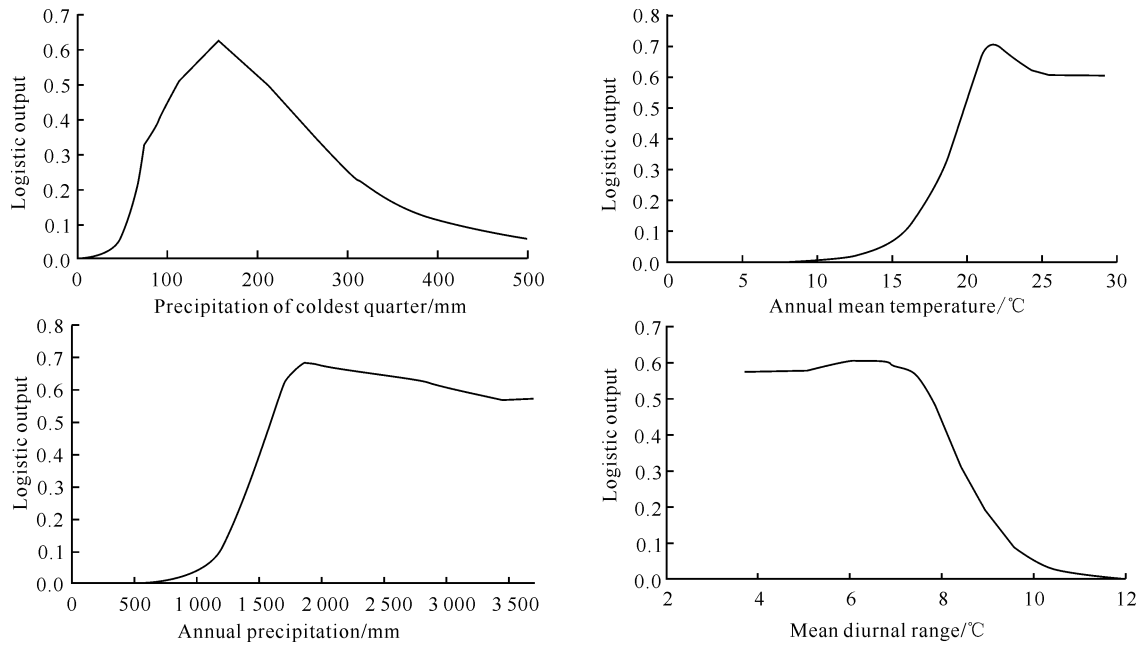 0.7
0.6
0.5
0.4
0.3
0.2
0.1
0.0
Logistic output
0 100 200 300 400 500
Precipitation of coldest quarter/mm
0.8
0.7
0.6
0.5
0.4
0.3
0.2
0.1
0.0
Logistic output
0 5 10 15 20 25 30
Annual mean temperature/℃
0.8
0.7
0.6
0.5
0.4
0.3
0.2
0.1
0.0
Logistic output
0 500 1 000 1 500 2 000 2 500 3 000 3 500
Annual precipitation/mm
0.7
0.6
0.5
0.4
0.3
0.2
0.1
0.0
Logistic output
2 4 6 8 10 12
Mean diurnal range/℃